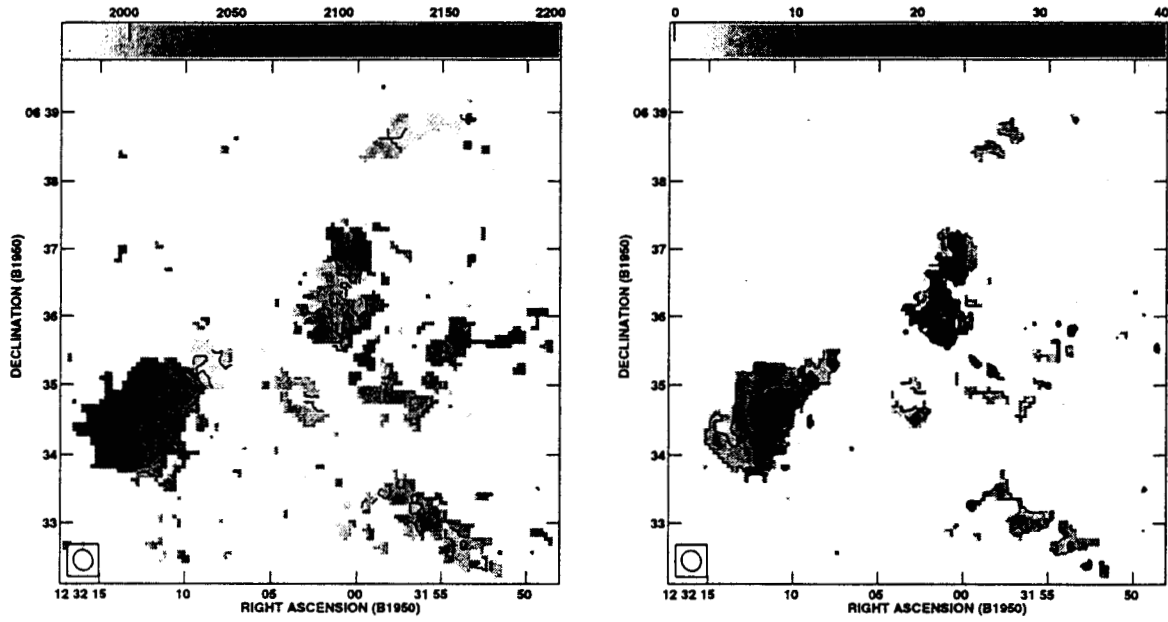 2000 2050 2100 2150 2200
06 39
38
37
36
35
34
33
DECLINATION (B1950)
12 32 15 10 05 00 31 55 50
RIGHT ASCENSION (B1950)
0 10 20 30 40
06 39
38
37
36
35
34
33
DECLINATION (B1950)
12 32 15 10 05 00 31 55 50
RIGHT ASCENSION (B1950)